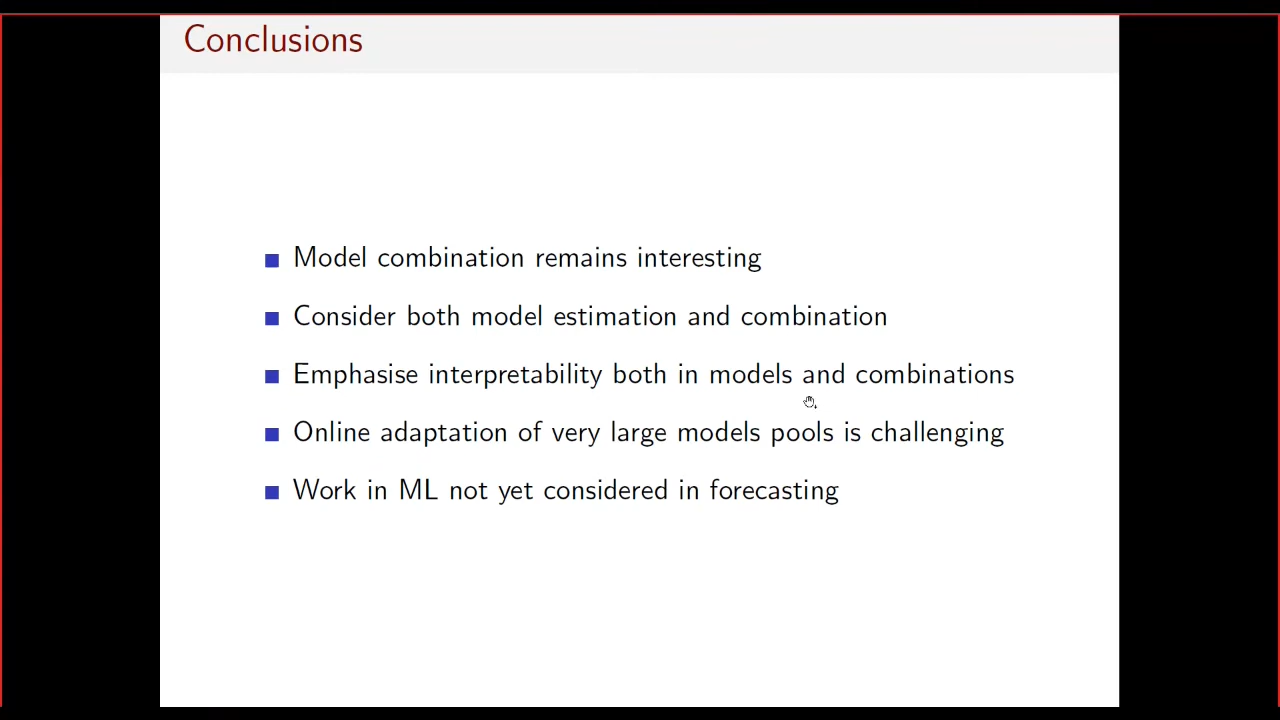 Conclusions
Model combination remains interesting
Consider both model estimation and combination
Emphasise interpretability both in models and combinations
Online adaptation of very large models pools is challenging
Work in ML not yet considered in forecasting